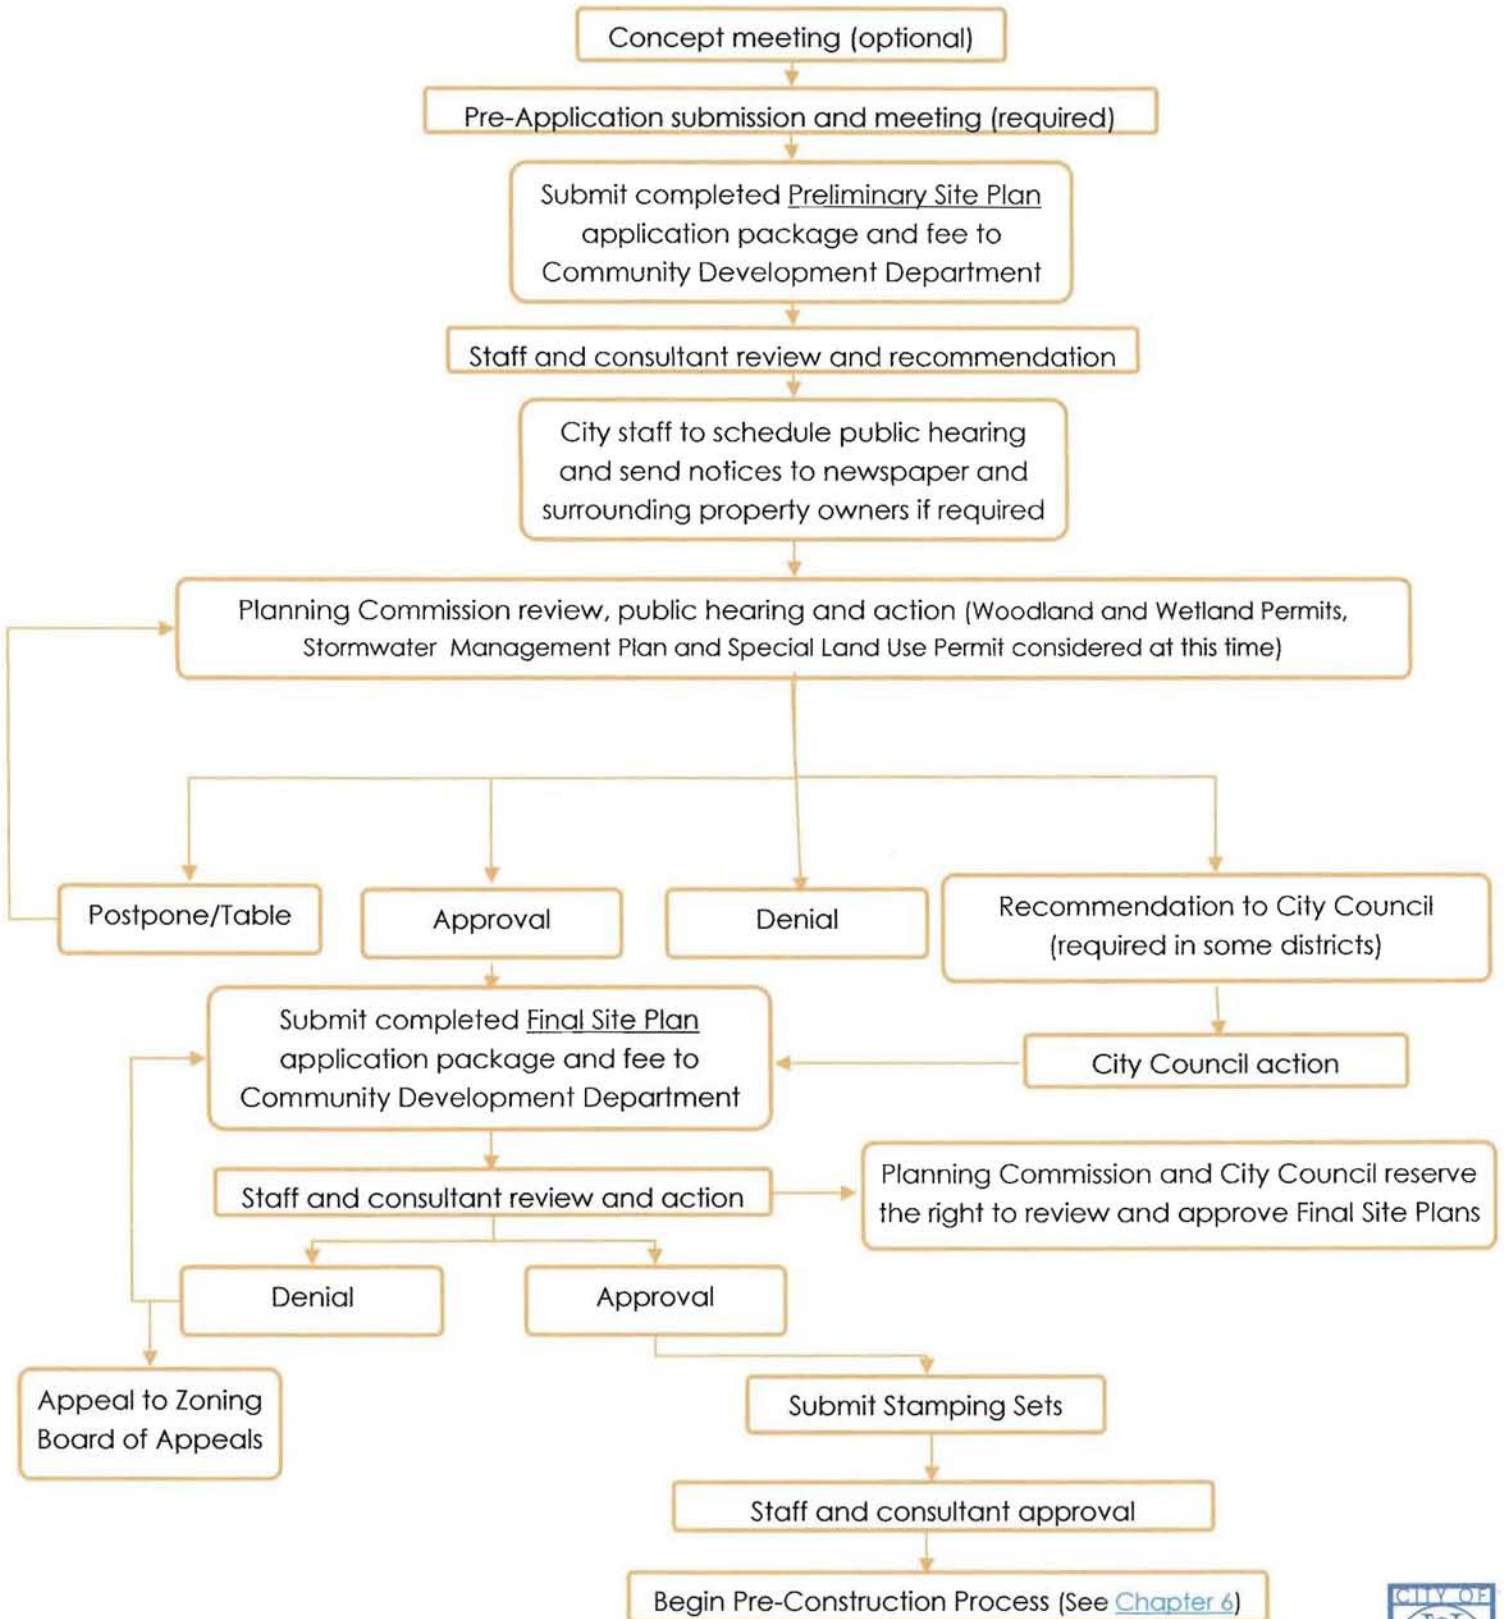 Concept meeting (optional)
Pre-Application submission and meeting (required)
Submit completed Preliminary Site Plan
application package and fee to
Community Development Department
Staff and consultant review and recommendation
City staff to schedule public hearing
and send notices to newspaper and
surrounding property owners if required
Planning Commission review, public hearing and action (Woodland and Wetland Permits,
Stormwater Management Plan and Special Land Use Permit considered at this time)
Postpone/Table
Approval
Denial
Recommendation to City Council
(required in some districts)
Submit completed Final Site Plan
application package and fee to
Community Development Department
City Council action
Staff and consultant review and action
Planning Commission and City Council reserve
the right to review and approve Final Site Plans
Denial
Approval
Appeal to Zoning
Board of Appeals
Submit Stamping Sets
Staff and consultant approval
Begin Pre-Construction Process (See Chapter 6)
CITY OF